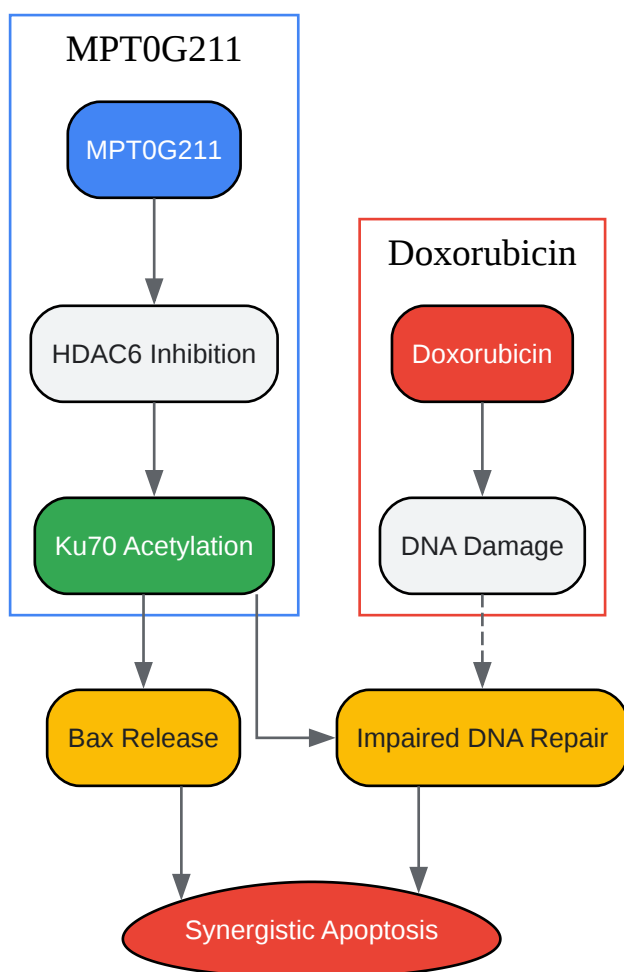 MPT0G211
MPT0G211
HDAC6 Inhibition
Ku70 Acetylation
Doxorubicin
Doxorubicin
DNA Damage
Bax Release
Impaired DNA Repair
Synergistic Apoptosis